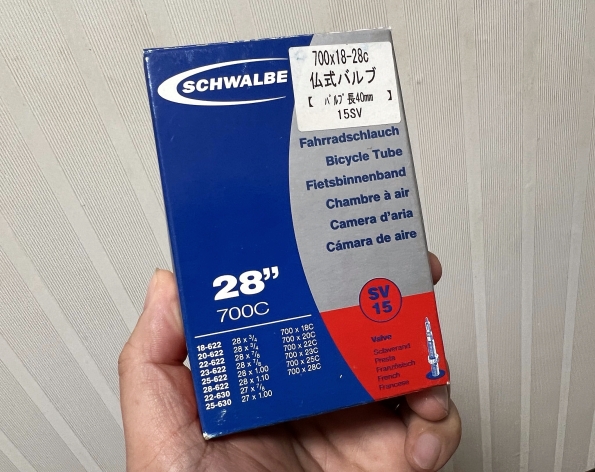 SCHWALBE
700x18-28c
仏式バルブ
【 バルブ長40mm 】
15SV
Fahrradschlauch
Bicycle Tube
Fietsbinnenband
Chambre à air
Camera d'aria
Cámara de aire
28"
700C
18-622 28 x 3/4 700 x 18C
20-622 28 x 3/4 700 x 20C
22-622 28 x 7/8 700 x 22C
23-622 28 x 7/8 700 x 23C
25-622 28 x 1.00 700 x 25C
28-622 28 x 1.10 700 x 28C
22-630 27 x 7/8
25-630 27 x 1.00
SV
15
Valve
Sclaverand
Presta
Französisch
French
Francese